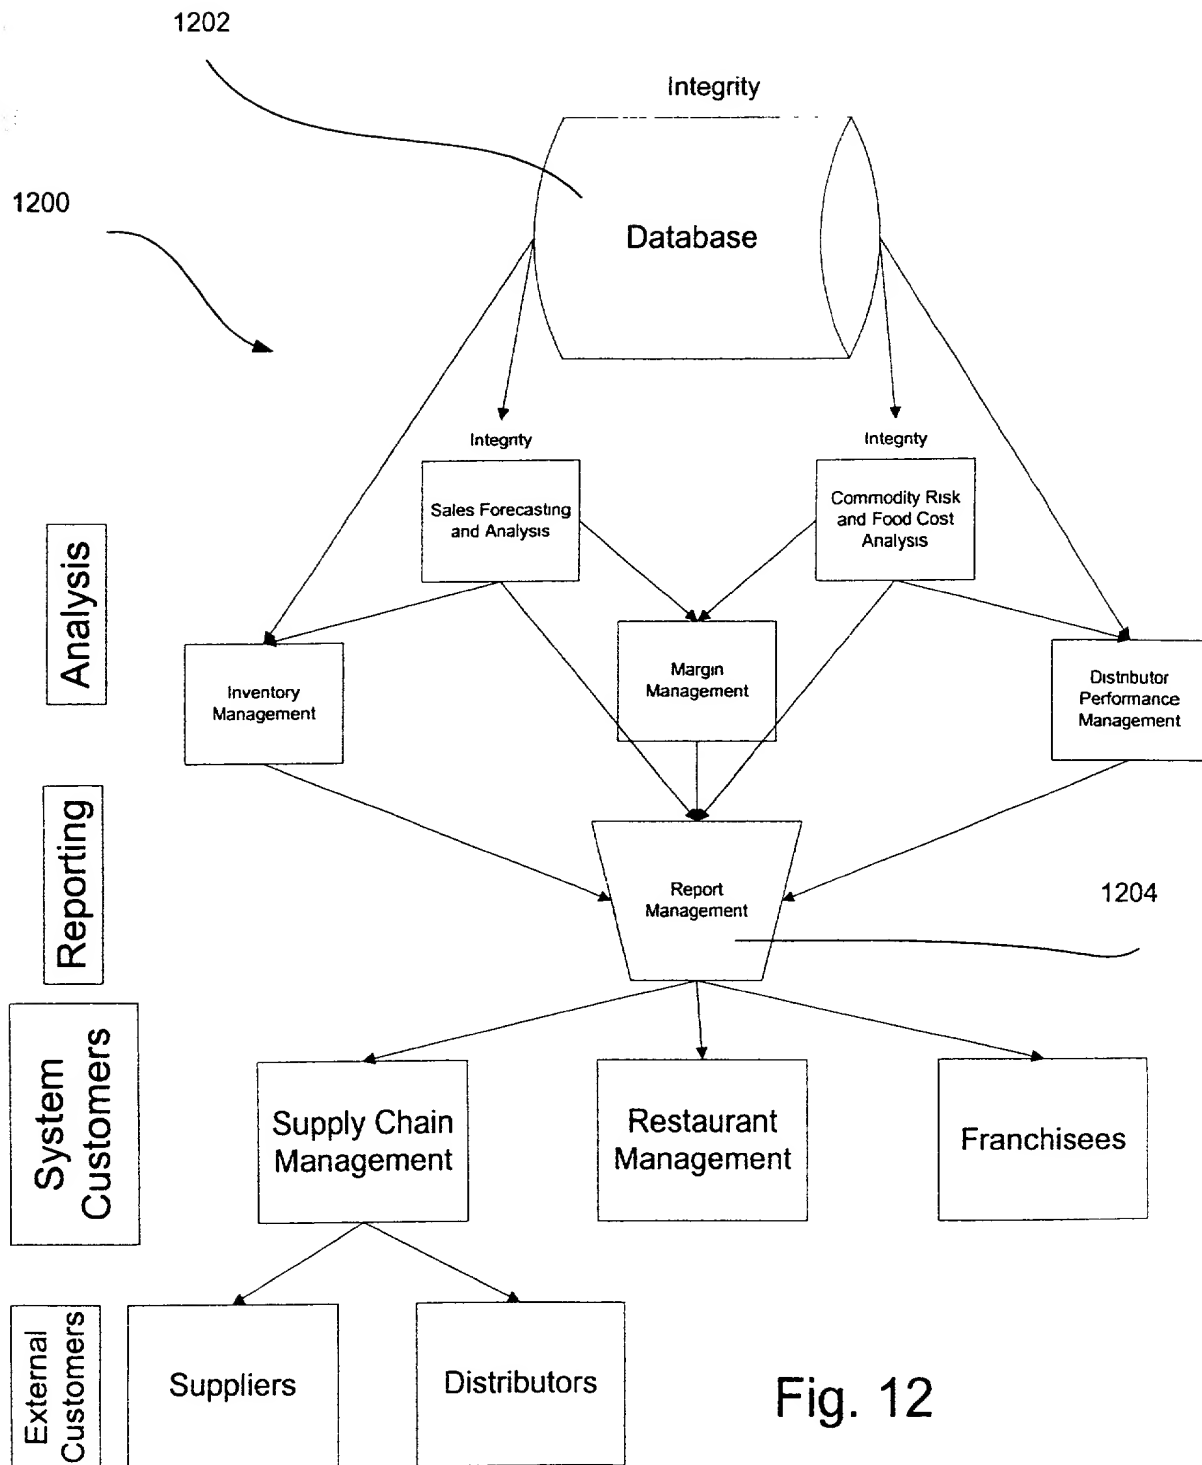 1202
Integrity
1200
Database
Integrity
Integrity
Sales Forecasting
and Analysis
Commodity Risk
and Food Cost
Analysis
Analysis
Inventory
Management
Margin
Management
Distributor
Performance
Management
Reporting
Report
Management
1204
System
Customers
Supply Chain
Management
Restaurant
Management
Franchisees
External
Customers
Suppliers
Distributors
Fig. 12